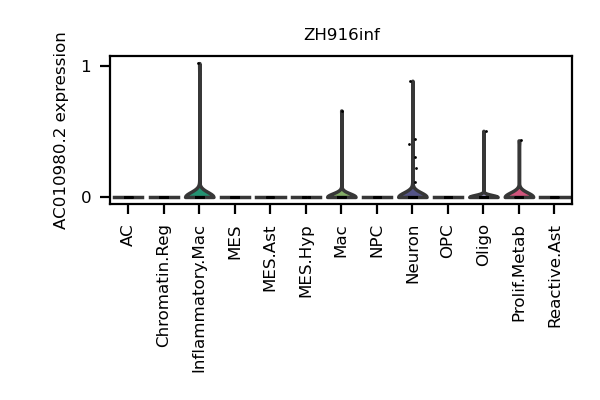 ZH916inf
AC010980.2 expression
1
0
AC
Chromatin.Reg
Inflammatory.Mac
MES
MES.Ast
MES.Hyp
Mac
NPC
Neuron
OPC
Oligo
Prolif.Metab
Reactive.Ast